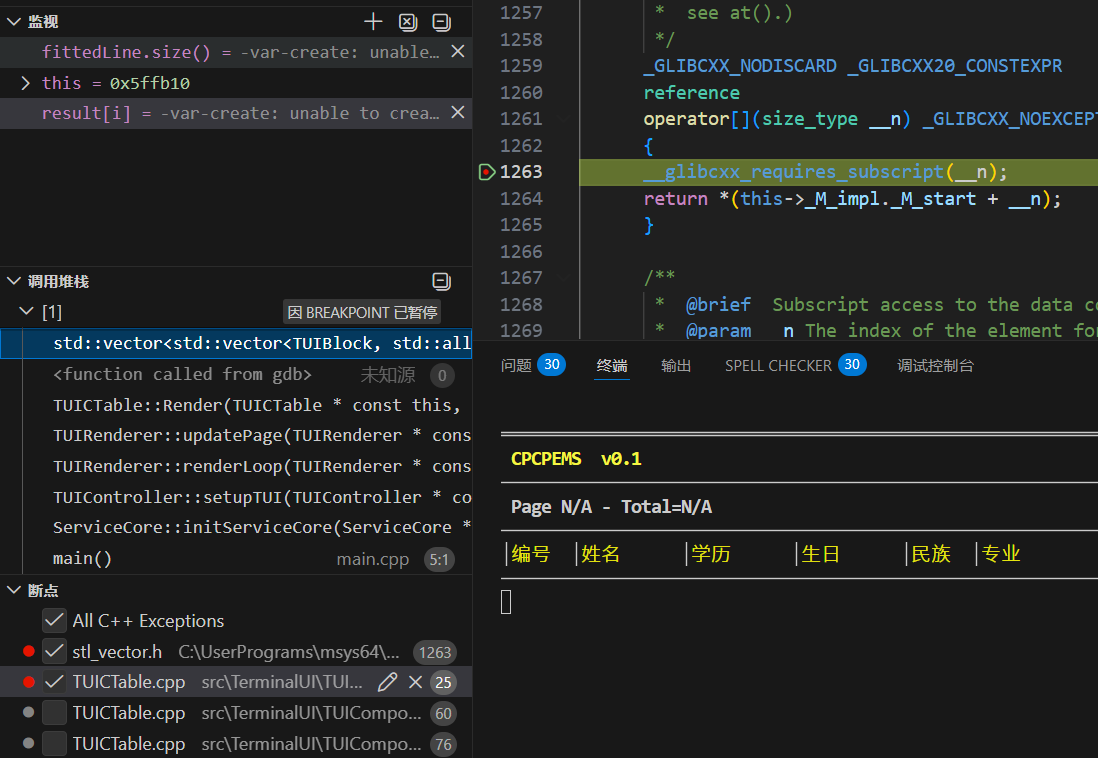 监视
fittedLine.size() = -var-create: unable…
this = 0x5ffb10
result[i] = -var-create: unable to crea…
调用堆栈
[1] 因 BREAKPOINT 已暂停
std::vector<std::vector<TUIBlock, std::all
<function called from gdb> 未知源 0
TUICTable::Render(TUICTable * const this,
TUIRenderer::updatePage(TUIRenderer * cons
TUIRenderer::renderLoop(TUIRenderer * cons
TUIController::setupTUI(TUIController * co
ServiceCore::initServiceCore(ServiceCore *
main() main.cpp 5:1
断点
All C++ Exceptions
stl_vector.h C:\UserPrograms\msys64\... 1263
TUICTable.cpp src\TerminalUI\TUI... 25
TUICTable.cpp src\TerminalUI\TUICompo... 60
TUICTable.cpp src\TerminalUI\TUICompo... 76
1257 * see at().)
1258 */
1259 _GLIBCXX_NODISCARD _GLIBCXX20_CONSTEXPR
1260 reference
1261 operator[](size_type __n) _GLIBCXX_NOEXCEPT
1262 {
1263 __glibcxx_requires_subscript(__n);
1264 return *(this->_M_impl._M_start + __n);
1265 }
1266
1267 /**
1268 * @brief Subscript access to the data co
1269 * @param __n The index of the element for
问题 30 终端 输出 SPELL CHECKER 30 调试控制台
CPCPEMS v0.1
Page N/A - Total=N/A
|编号 |姓名 |学历 |生日 |民族 |专业